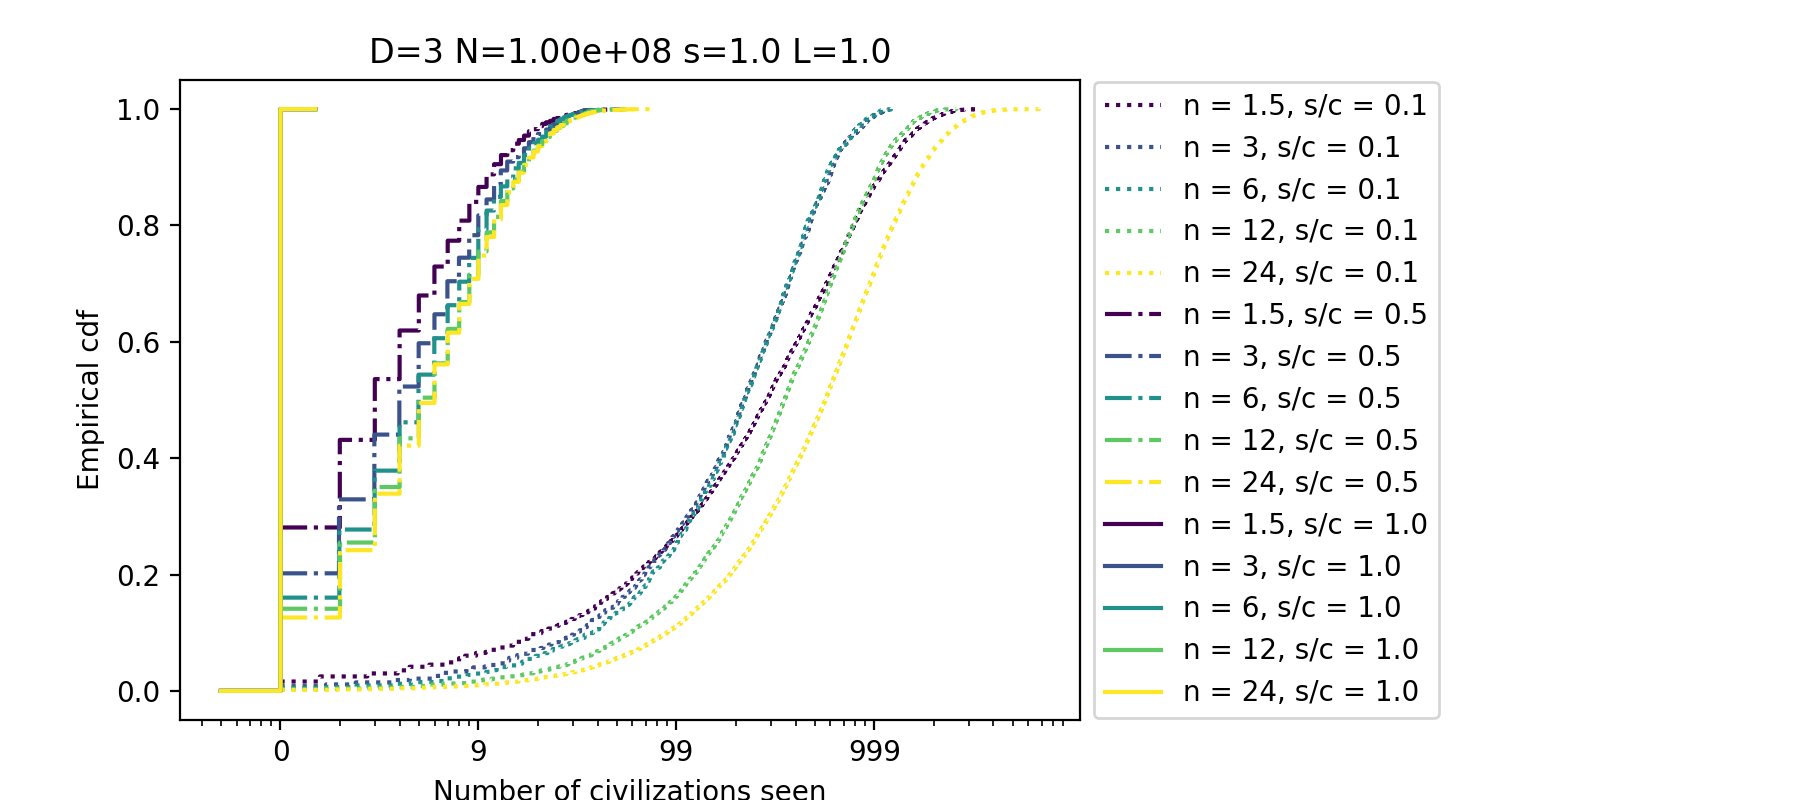 D=3 N=1.00e+08 s=1.0 L=1.0
1.0
0.8
0.6
0.4
0.2
0.0
Empirical cdf
0 9 99 999
Number of civilizations seen
n = 1.5, s/c = 0.1
n = 3, s/c = 0.1
n = 6, s/c = 0.1
n = 12, s/c = 0.1
n = 24, s/c = 0.1
n = 1.5, s/c = 0.5
n = 3, s/c = 0.5
n = 6, s/c = 0.5
n = 12, s/c = 0.5
n = 24, s/c = 0.5
n = 1.5, s/c = 1.0
n = 3, s/c = 1.0
n = 6, s/c = 1.0
n = 12, s/c = 1.0
n = 24, s/c = 1.0